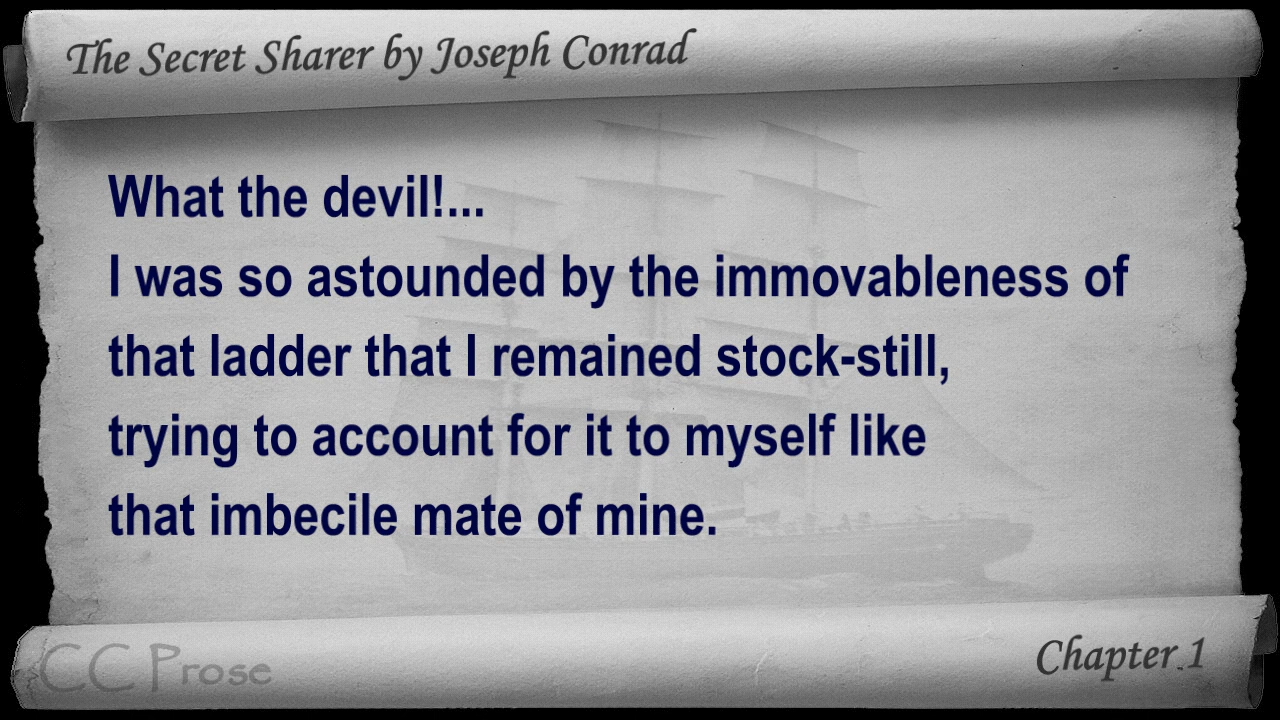 The Secret Sharer by Joseph Conrad
What the devil!...
I was so astounded by the immovableness of
that ladder that I remained stock-still,
trying to account for it to myself like
that imbecile mate of mine.
CC Prose
Chapter 1